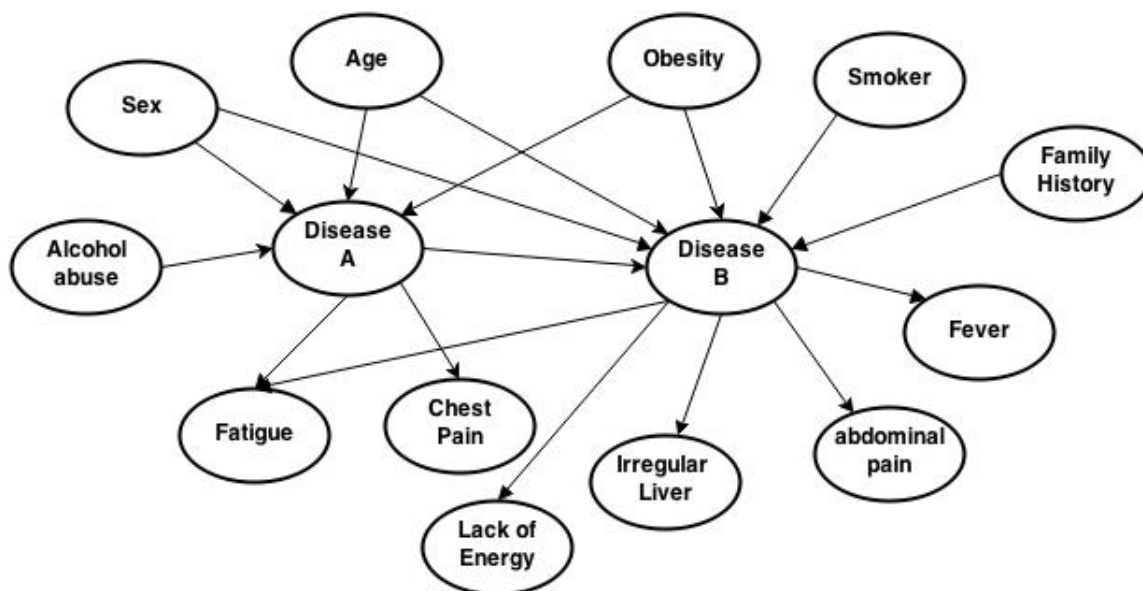 Age
Obesity
Smoker
Sex
Family
History
Disease
A
Disease
B
Alcohol
abuse
Fever
Fatigue
Chest
Pain
abdominal
pain
Irregular
Liver
Lack of
Energy